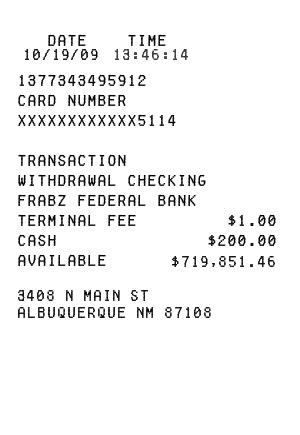 DATE TIME
10/19/09 13:46:14
1377343495912
CARD NUMBER
XXXXXXXXXXXX5114
TRANSACTION
WITHDRAWAL CHECKING
FRABZ FEDERAL BANK
TERMINAL FEE $1.00
CASH $200.00
AVAILABLE $719,851.46
3408 N MAIN ST
ALBUQUERQUE NM 87108